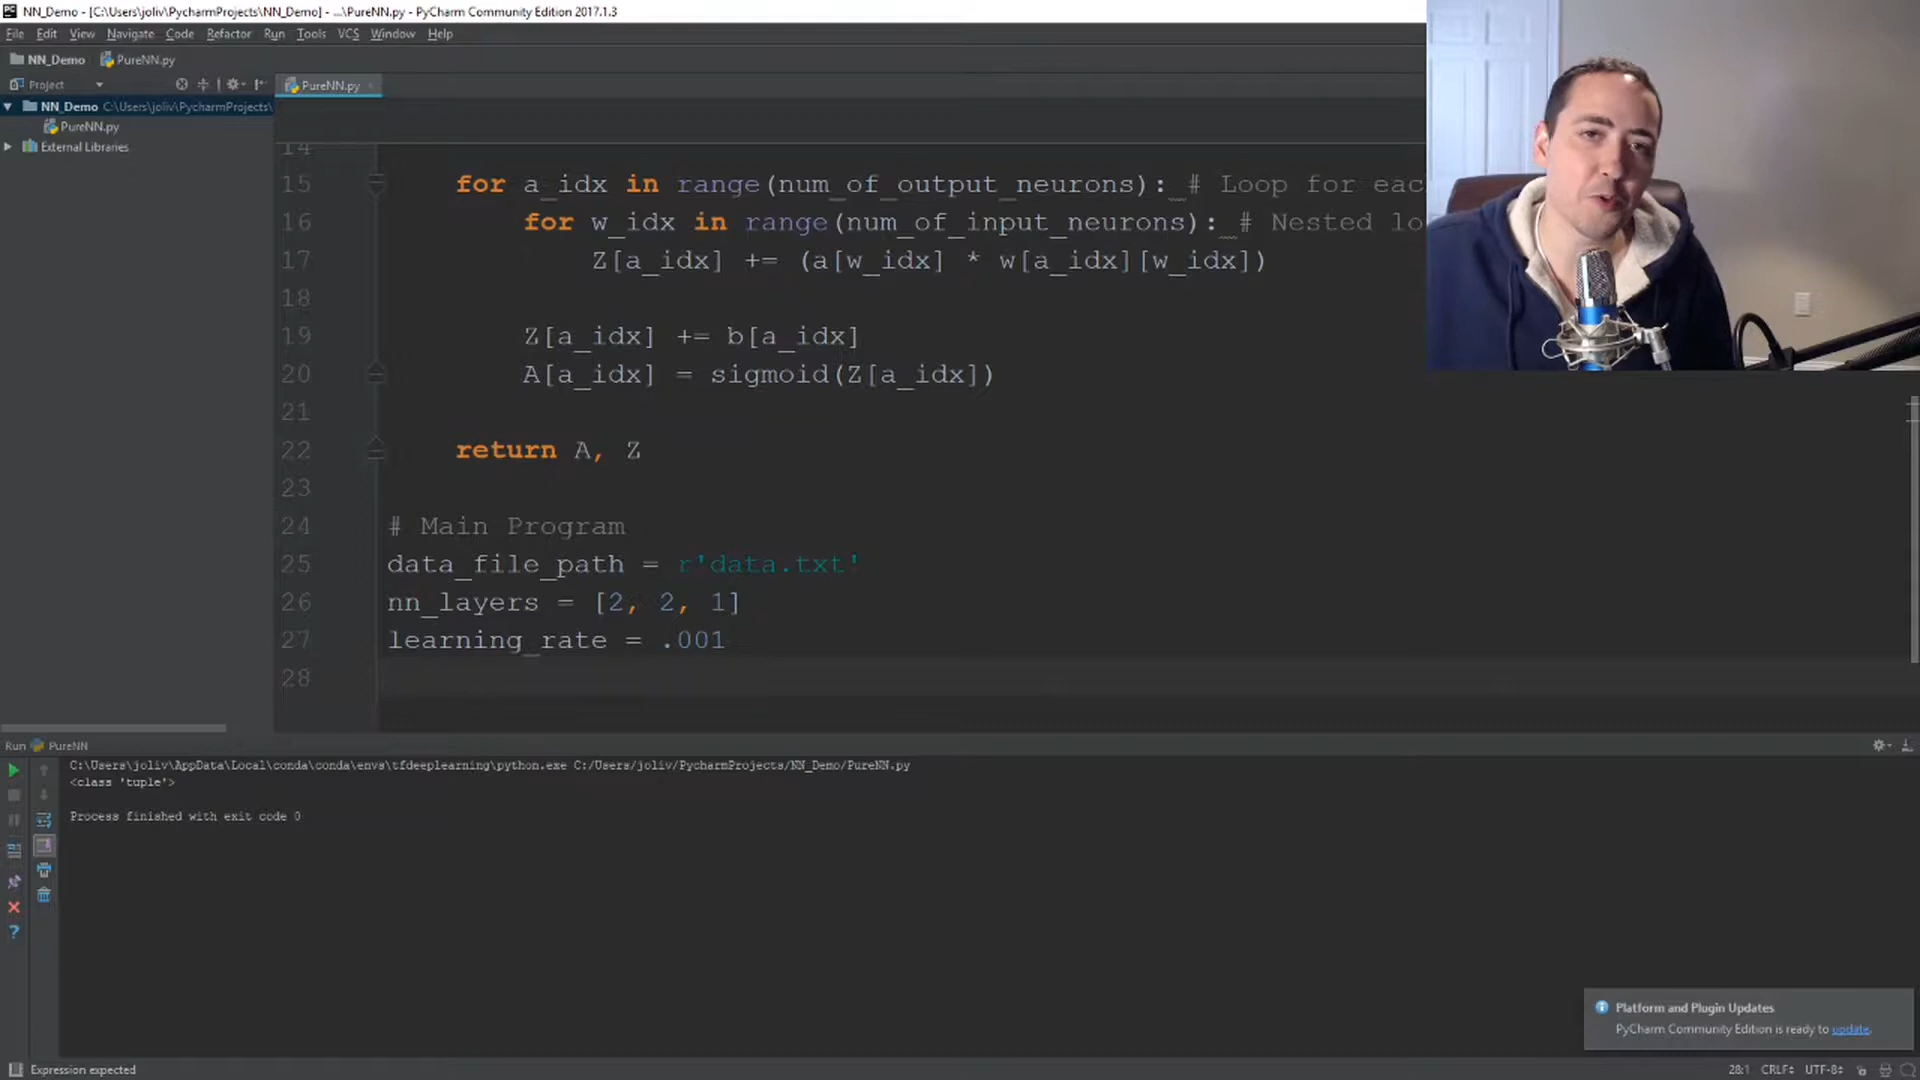 NN_Demo - [C:\Users\joliv\PycharmProjects\NN_Demo] - ...\PureNN.py - PyCharm Community Edition 2017.1.3
File Edit View Navigate Code Refactor Run Tools VCS Window Help
NN_Demo PureNN.py
Project PureNN.py
NN_Demo C:\Users\joliv\PycharmProjects\
PureNN.py
External Libraries
14
15 for a_idx in range(num_of_output_neurons): # Loop for eac
16 for w_idx in range(num_of_input_neurons): # Nested lo
17 Z[a_idx] += (a[w_idx] * w[a_idx][w_idx])
18
19 Z[a_idx] += b[a_idx]
20 A[a_idx] = sigmoid(Z[a_idx])
21
22 return A, Z
23
24 # Main Program
25 data_file_path = r'data.txt'
26 nn_layers = [2, 2, 1]
27 learning_rate = .001
28
Run PureNN
C:\Users\joliv\AppData\Local\conda\conda\envs\tfdeeplearning\python.exe C:/Users/joliv/PycharmProjects/NN_Demo/PureNN.py
<class 'tuple'>
Process finished with exit code 0
Platform and Plugin Updates
PyCharm Community Edition is ready to update.
Expression expected 28:1 CRLF UTF-8